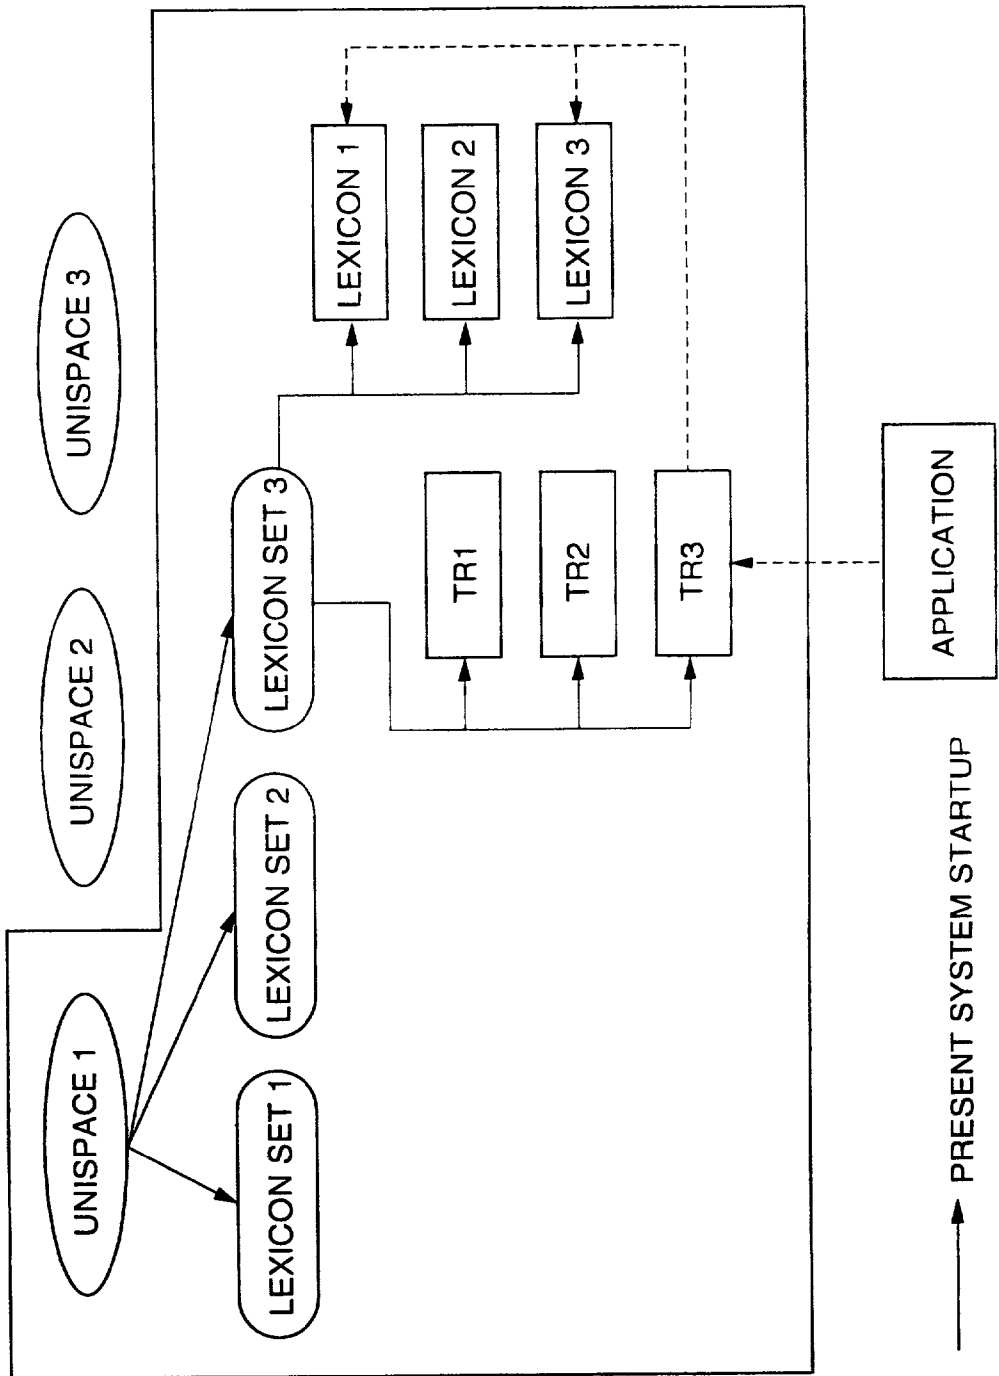 UNISPACE 1
UNISPACE 2
UNISPACE 3
LEXICON SET 1
LEXICON SET 2
LEXICON SET 3
LEXICON 1
LEXICON 2
LEXICON 3
TR1
TR2
TR3
APPLICATION
PRESENT SYSTEM STARTUP